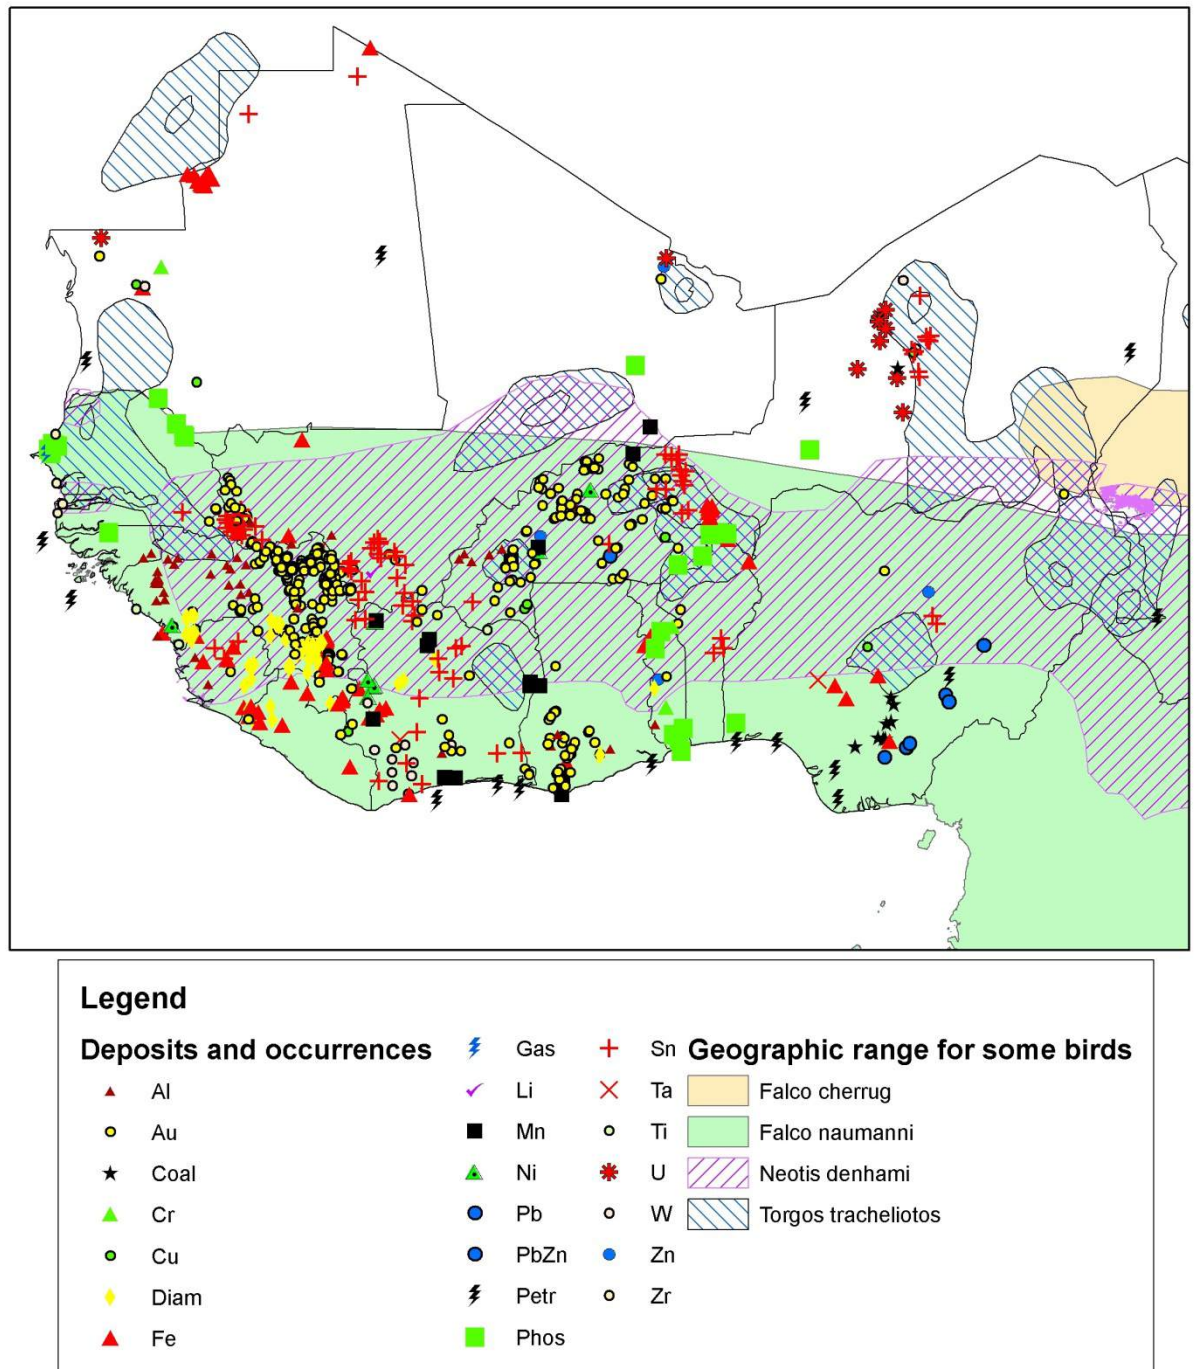 Legend
Deposits and occurrences
Al
Au
Coal
Cr
Cu
Diam
Fe
Gas
Li
Mn
Ni
Pb
PbZn
Petr
Phos
Sn
Ta
Ti
U
W
Zn
Zr
Geographic range for some birds
Falco cherrug
Falco naumanni
Neotis denhami
Torgos tracheliotos